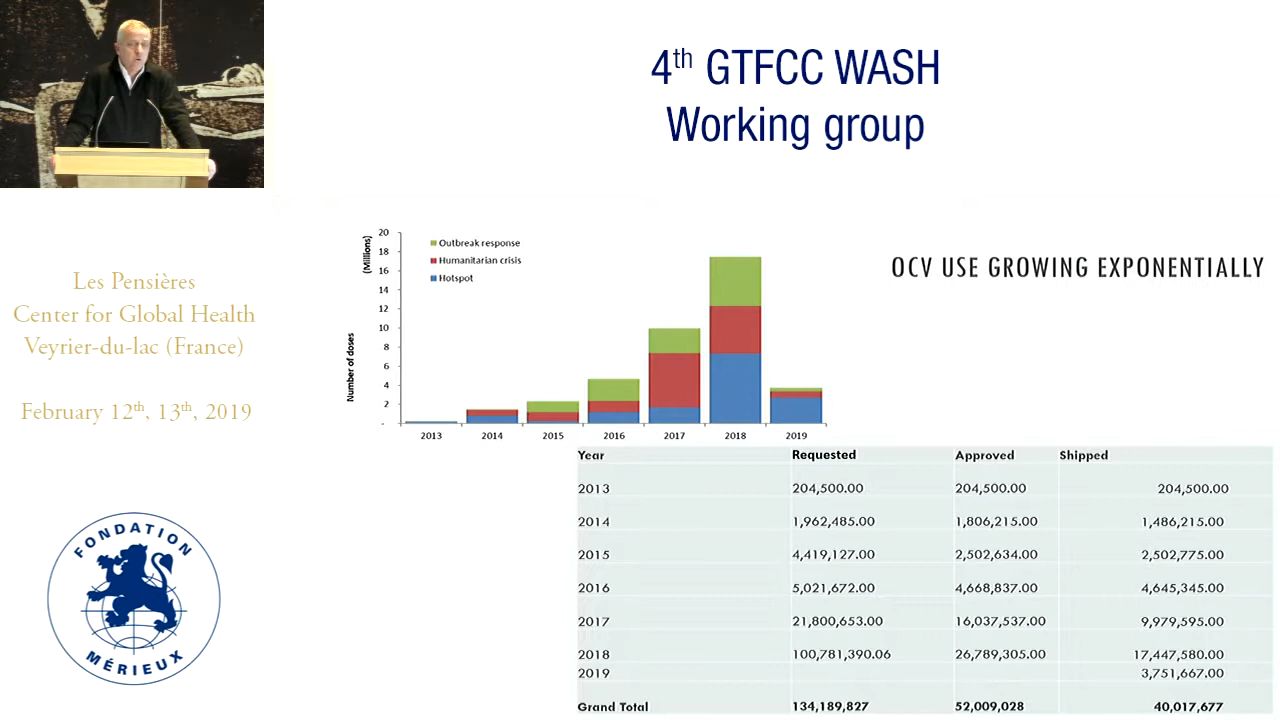 4th GTFCC WASH
Working group
Les Pensières
Center for Global Health
Veyrier-du-lac (France)
February 12th, 13th, 2019
FONDATION
MÉRIEUX
OCV USE GROWING EXPONENTIALLY
Number of doses (Millions)
20
18
16
14
12
10
8
6
4
2
-
Outbreak response
Humanitarian crisis
Hotspot
2013 2014 2015 2016 2017 2018 2019
Year Requested Approved Shipped
2013 204,500.00 204,500.00 204,500.00
2014 1,962,485.00 1,806,215.00 1,486,215.00
2015 4,419,127.00 2,502,634.00 2,502,775.00
2016 5,021,672.00 4,668,837.00 4,645,345.00
2017 21,800,653.00 16,037,537.00 9,979,595.00
2018 100,781,390.06 26,789,305.00 17,447,580.00
2019 3,751,667.00
Grand Total 134,189,827 52,009,028 40,017,677